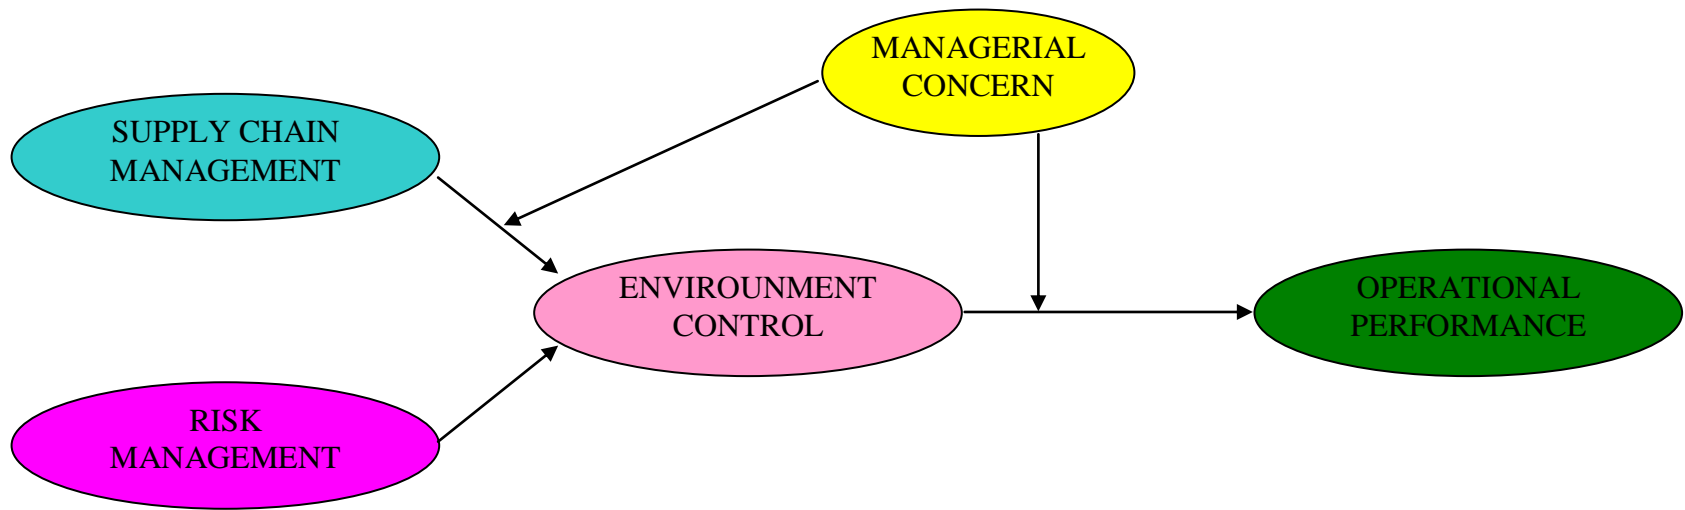 MANAGERIAL
CONCERN
SUPPLY CHAIN
MANAGEMENT
ENVIROUNMENT
CONTROL
OPERATIONAL
PERFORMANCE
RISK
MANAGEMENT